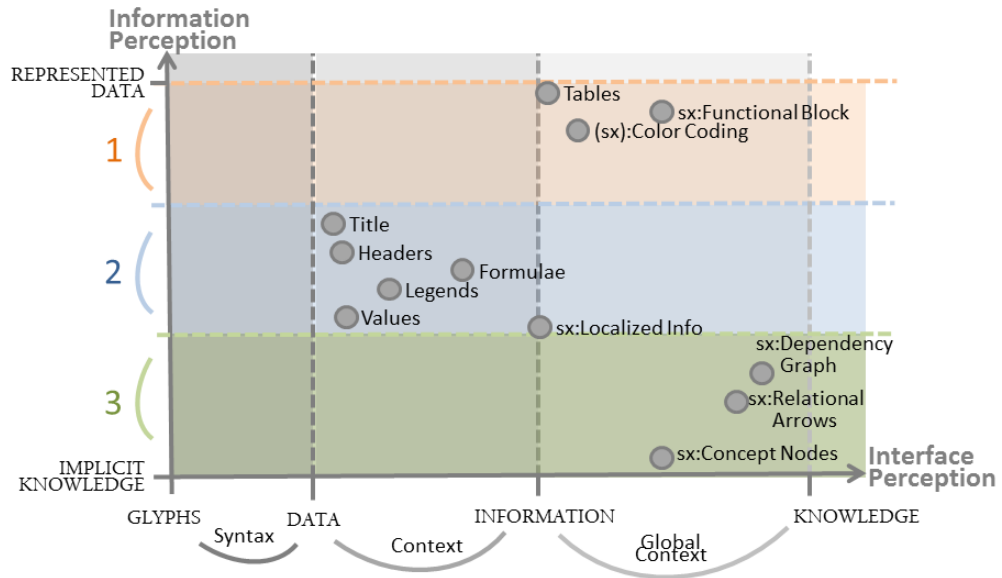 Information
Perception
REPRESENTED
DATA
Tables
sx:Functional Block
(sx):Color Coding
1
Title
Headers
Formulae
2
Legends
Values
sx:Localized Info
sx:Dependency
Graph
3
sx:Relational
Arrows
sx:Concept Nodes
IMPLICIT
KNOWLEDGE
Interface
Perception
GLYPHS
DATA
INFORMATION
KNOWLEDGE
Syntax
Context
Global
Context